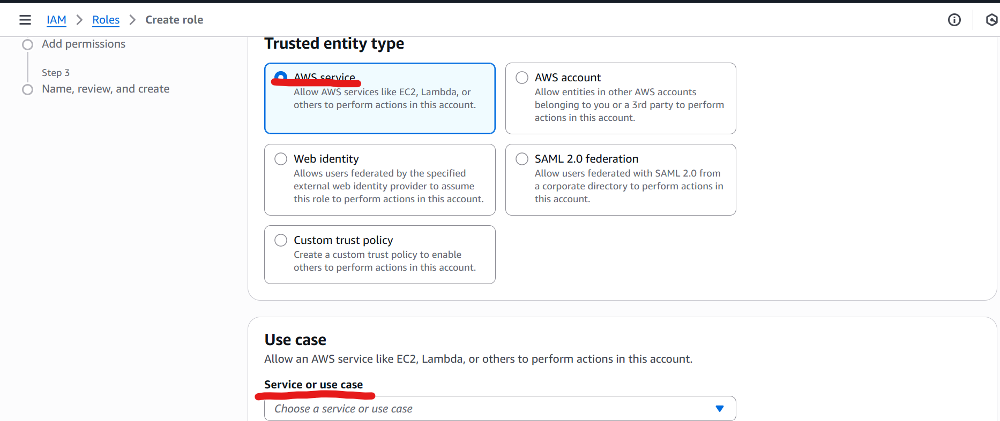 IAM > Roles > Create role
Add permissions
Step 3
Name, review, and create
Trusted entity type
AWS service
Allow AWS services like EC2, Lambda, or
others to perform actions in this account.
AWS account
Allow entities in other AWS accounts
belonging to you or a 3rd party to perform
actions in this account.
Web identity
Allows users federated by the specified
external web identity provider to assume
this role to perform actions in this account.
SAML 2.0 federation
Allow users federated with SAML 2.0 from
a corporate directory to perform actions in
this account.
Custom trust policy
Create a custom trust policy to enable
others to perform actions in this account.
Use case
Allow an AWS service like EC2, Lambda, or others to perform actions in this account.
Service or use case
Choose a service or use case